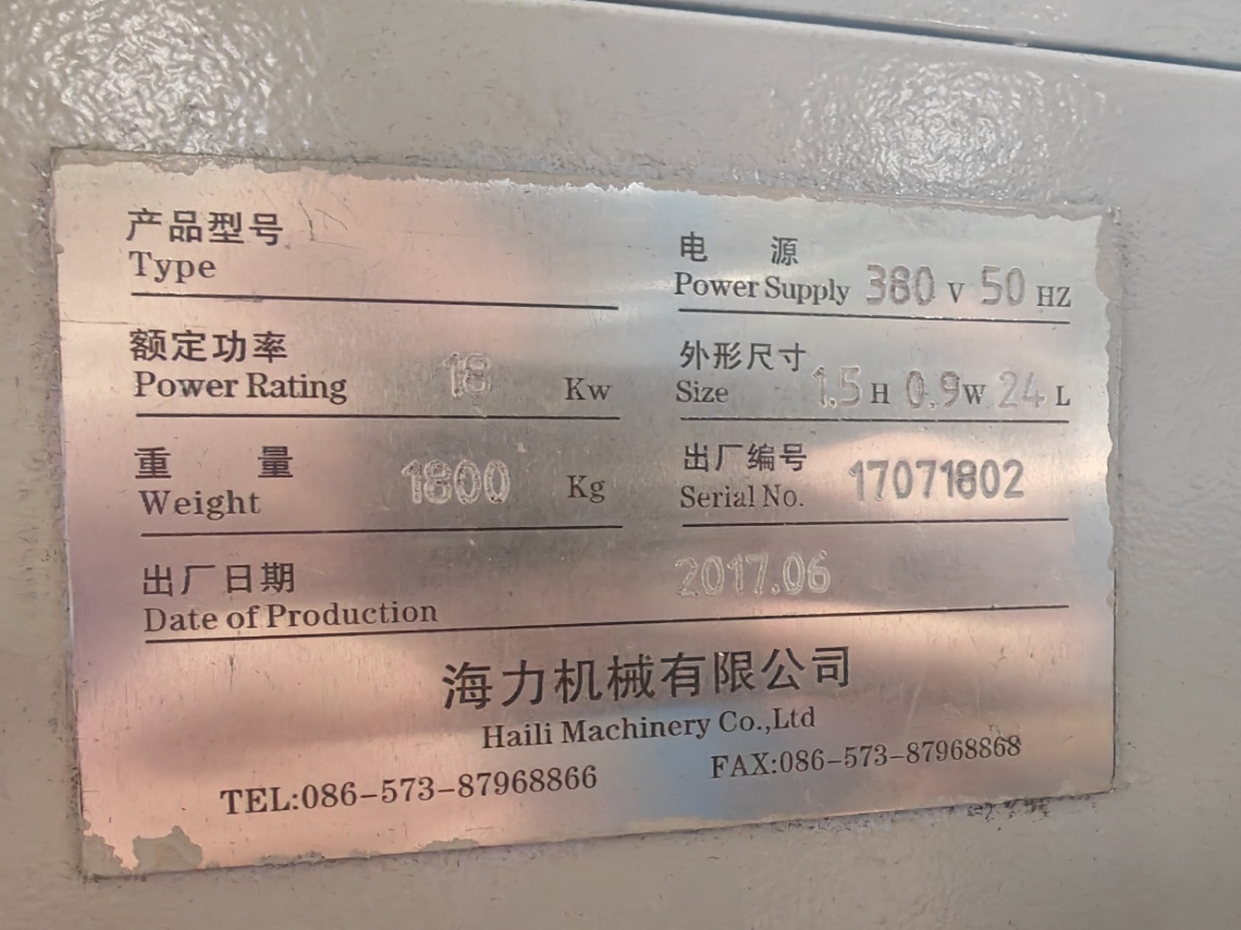 产品型号
Type
电 源
Power Supply 380 V 50 HZ
额定功率
Power Rating 18 Kw
外形尺寸
Size 1.5 H 0.9 W 24 L
重 量
Weight 1800 Kg
出厂编号
Serial No. 17071802
出厂日期
Date of Production 2017.06
海力机械有限公司
Haili Machinery Co.,Ltd
TEL:086-573-87968866 FAX:086-573-87968868